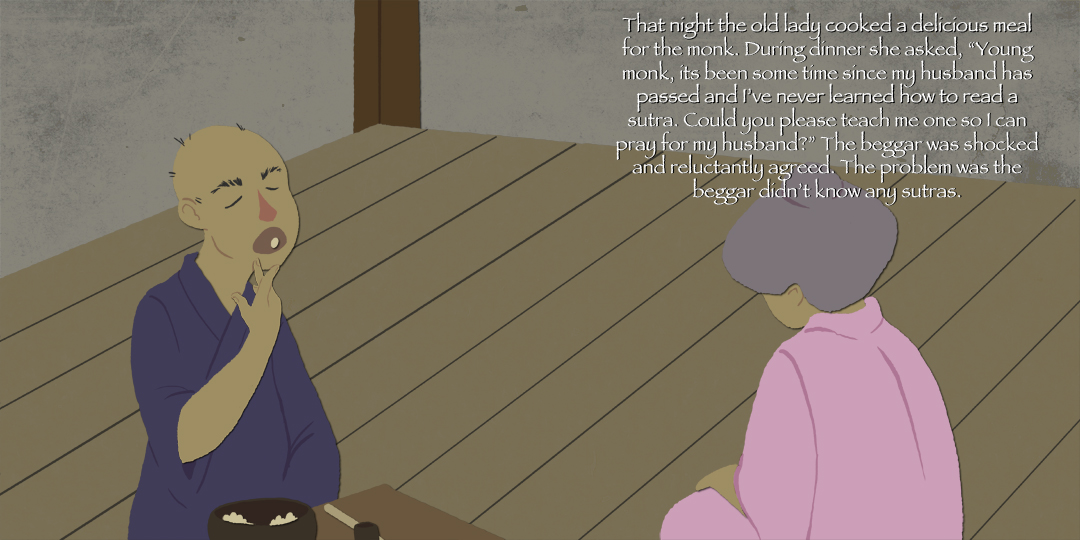 That night the old lady cooked a delicious meal
for the monk. During dinner she asked, “Young
monk, its been some time since my husband has
passed and I’ve never learned how to read a
sutra. Could you please teach me one so I can
pray for my husband?” The beggar was shocked
and reluctantly agreed. The problem was the
beggar didn’t know any sutras.